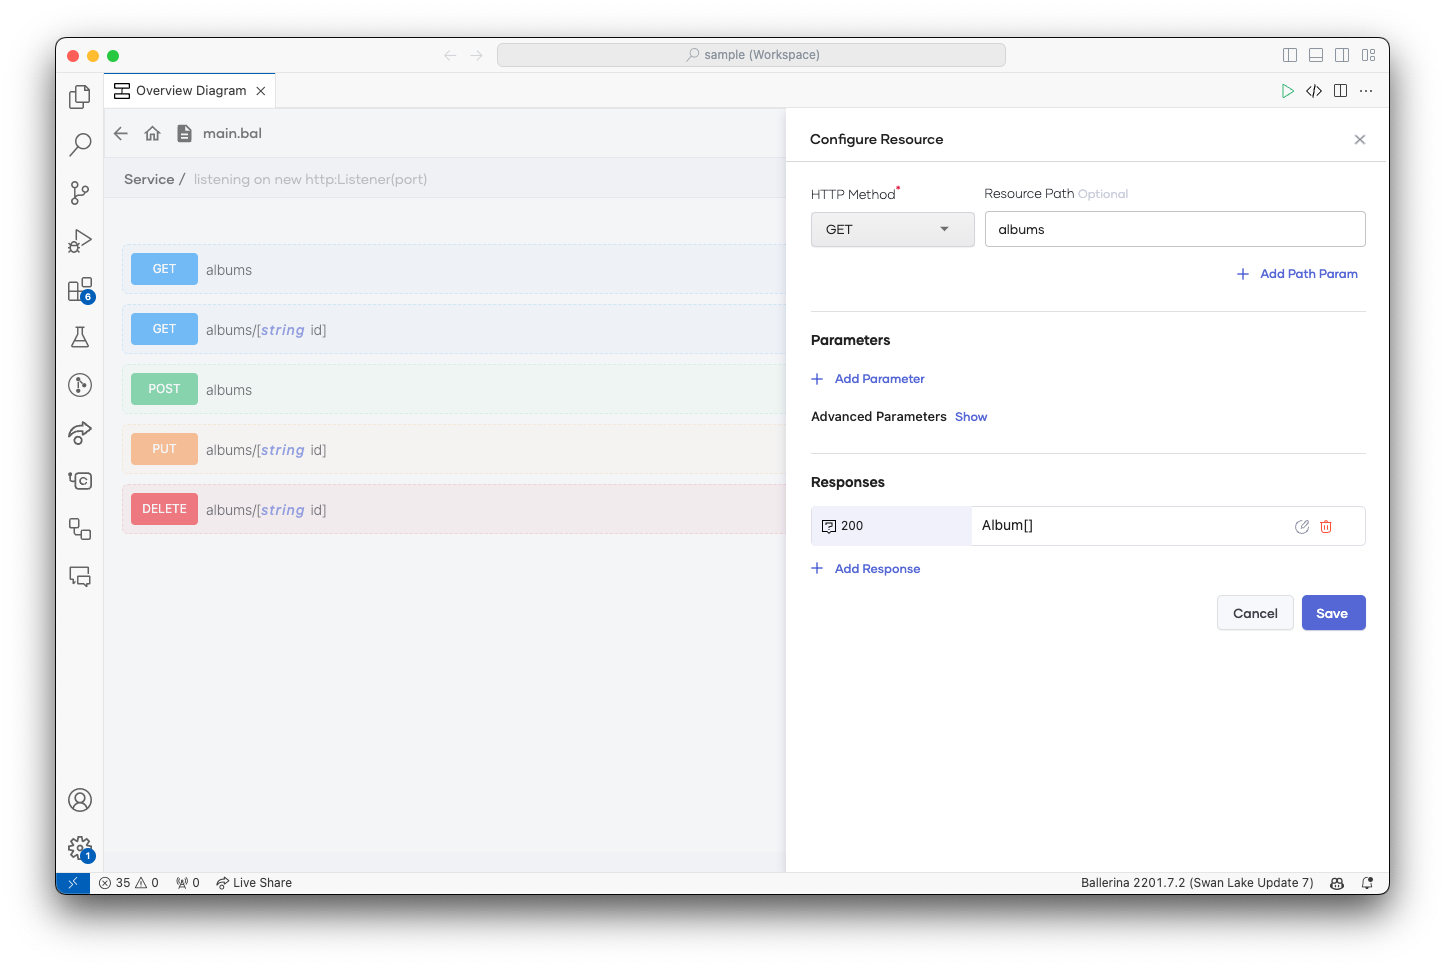 sample (Workspace)
Overview Diagram
main.bal
Service / listening on new http:Listener(port)
GET albums
GET albums/[string id]
POST albums
PUT albums/[string id]
DELETE albums/[string id]
Configure Resource
HTTP Method*
Resource Path Optional
GET
albums
Add Path Param
Parameters
Add Parameter
Advanced Parameters Show
Responses
200 Album[]
Add Response
Cancel Save
6
1
35 0 0 Live Share
Ballerina 2201.7.2 (Swan Lake Update 7)